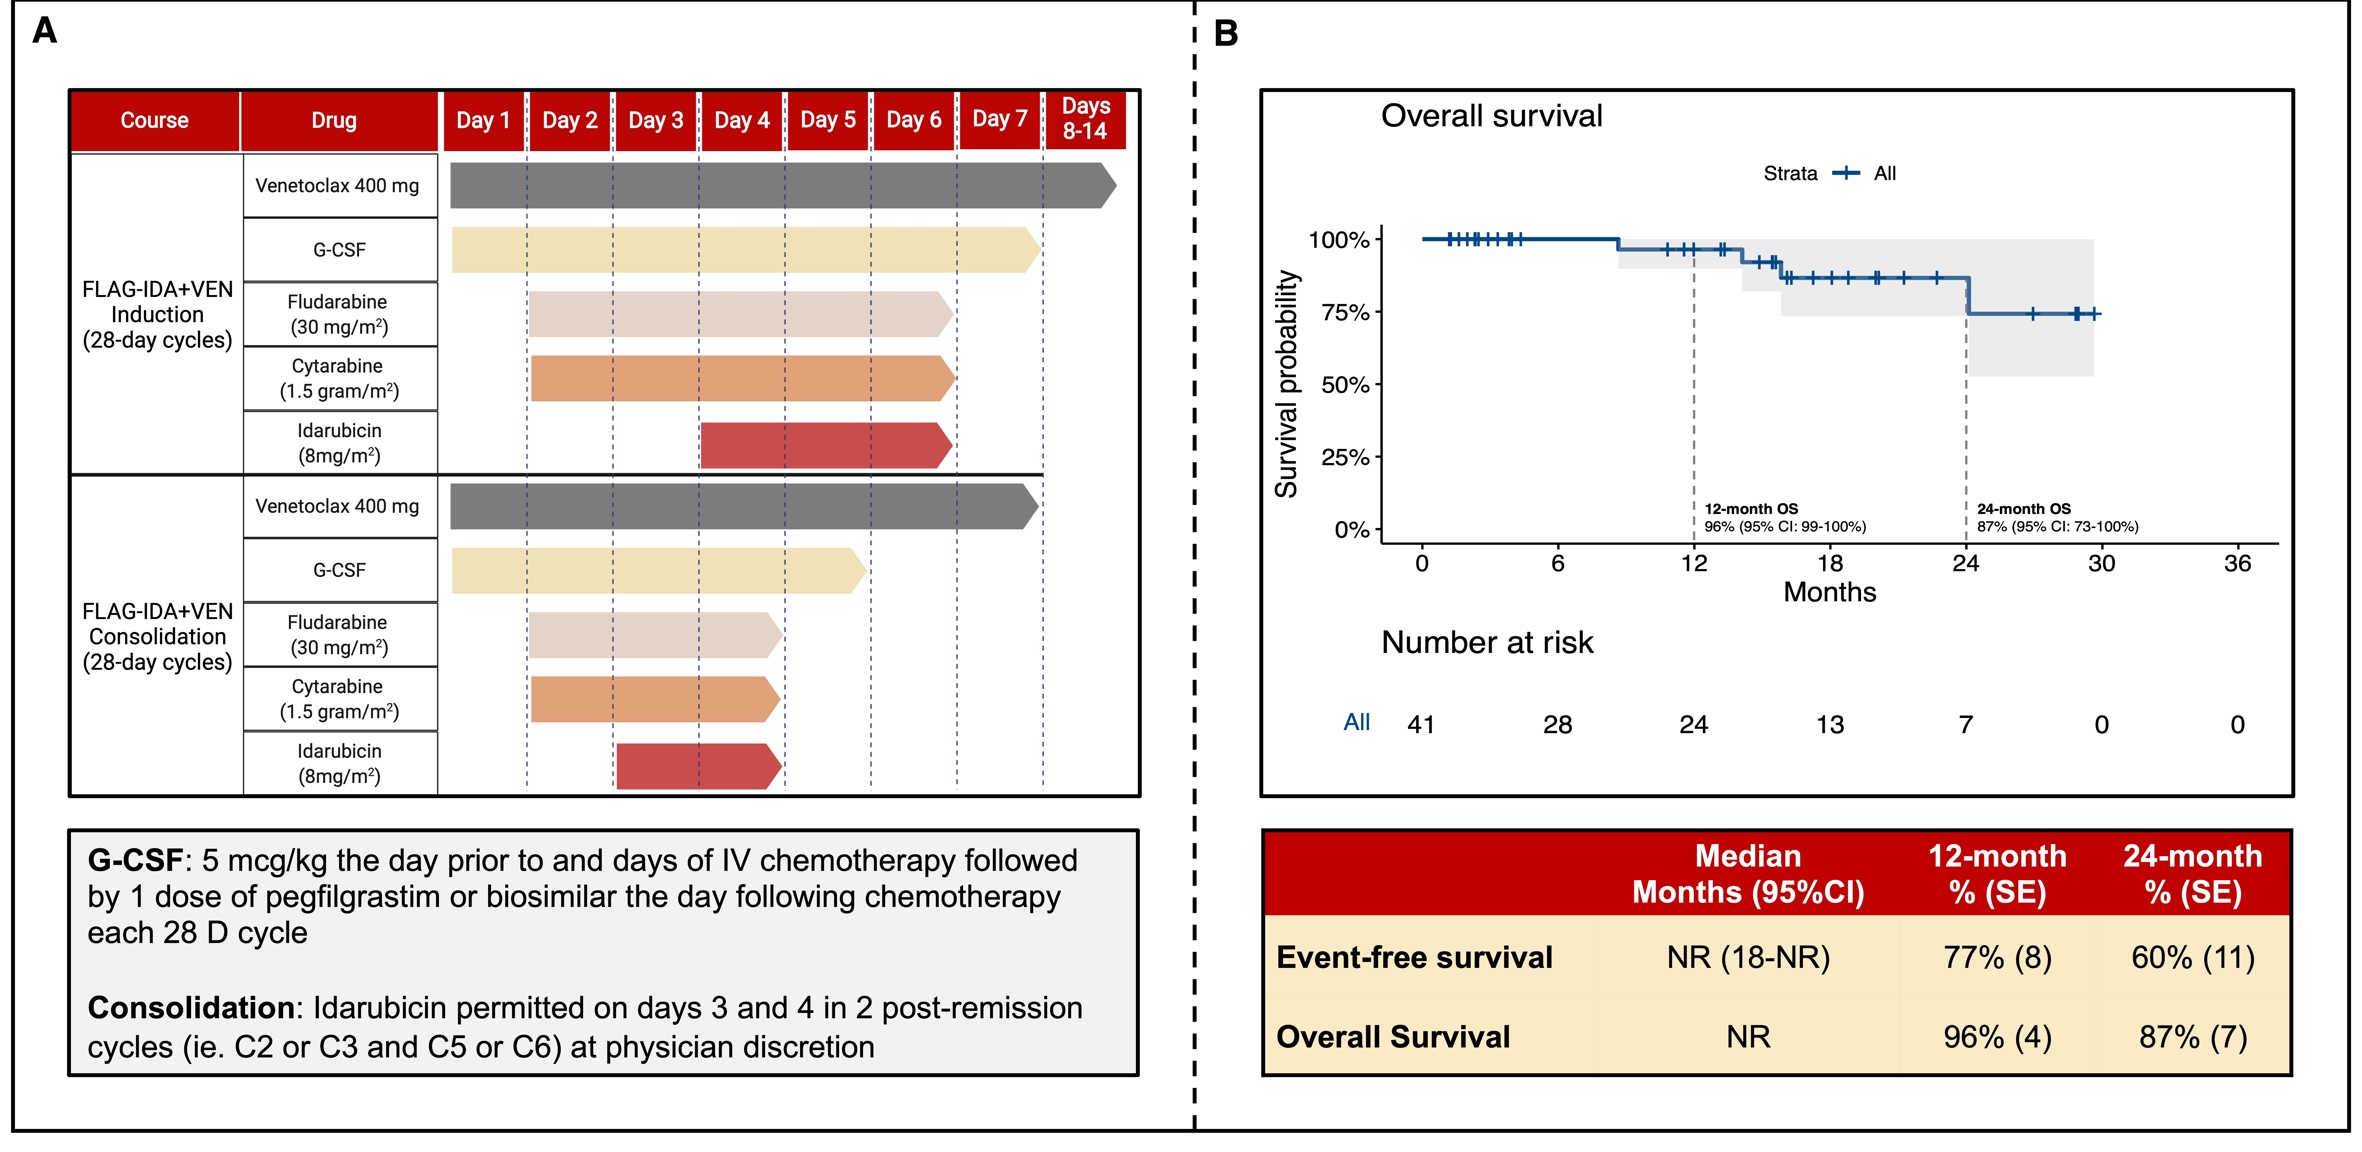 A
Course Drug Day 1 Day 2 Day 3 Day 4 Day 5 Day 6 Day 7 Days 8-14
FLAG-IDA+VEN
Induction
(28-day cycles)
Venetoclax 400 mg
G-CSF
Fludarabine
(30 mg/m²)
Cytarabine
(1.5 gram/m²)
Idarubicin
(8mg/m²)
FLAG-IDA+VEN
Consolidation
(28-day cycles)
Venetoclax 400 mg
G-CSF
Fludarabine
(30 mg/m²)
Cytarabine
(1.5 gram/m²)
Idarubicin
(8mg/m²)
G-CSF: 5 mcg/kg the day prior to and days of IV chemotherapy followed
by 1 dose of pegfilgrastim or biosimilar the day following chemotherapy
each 28 D cycle
Consolidation: Idarubicin permitted on days 3 and 4 in 2 post-remission
cycles (ie. C2 or C3 and C5 or C6) at physician discretion
B
Overall survival
Strata All
Survival probability
100%
75%
50%
25%
0%
12-month OS
96% (95% CI: 99-100%)
24-month OS
87% (95% CI: 73-100%)
0 6 12 18 24 30 36
Months
Number at risk
All 41 28 24 13 7 0 0
Median
Months (95%CI)
12-month
% (SE)
24-month
% (SE)
Event-free survival NR (18-NR) 77% (8) 60% (11)
Overall Survival NR 96% (4) 87% (7)